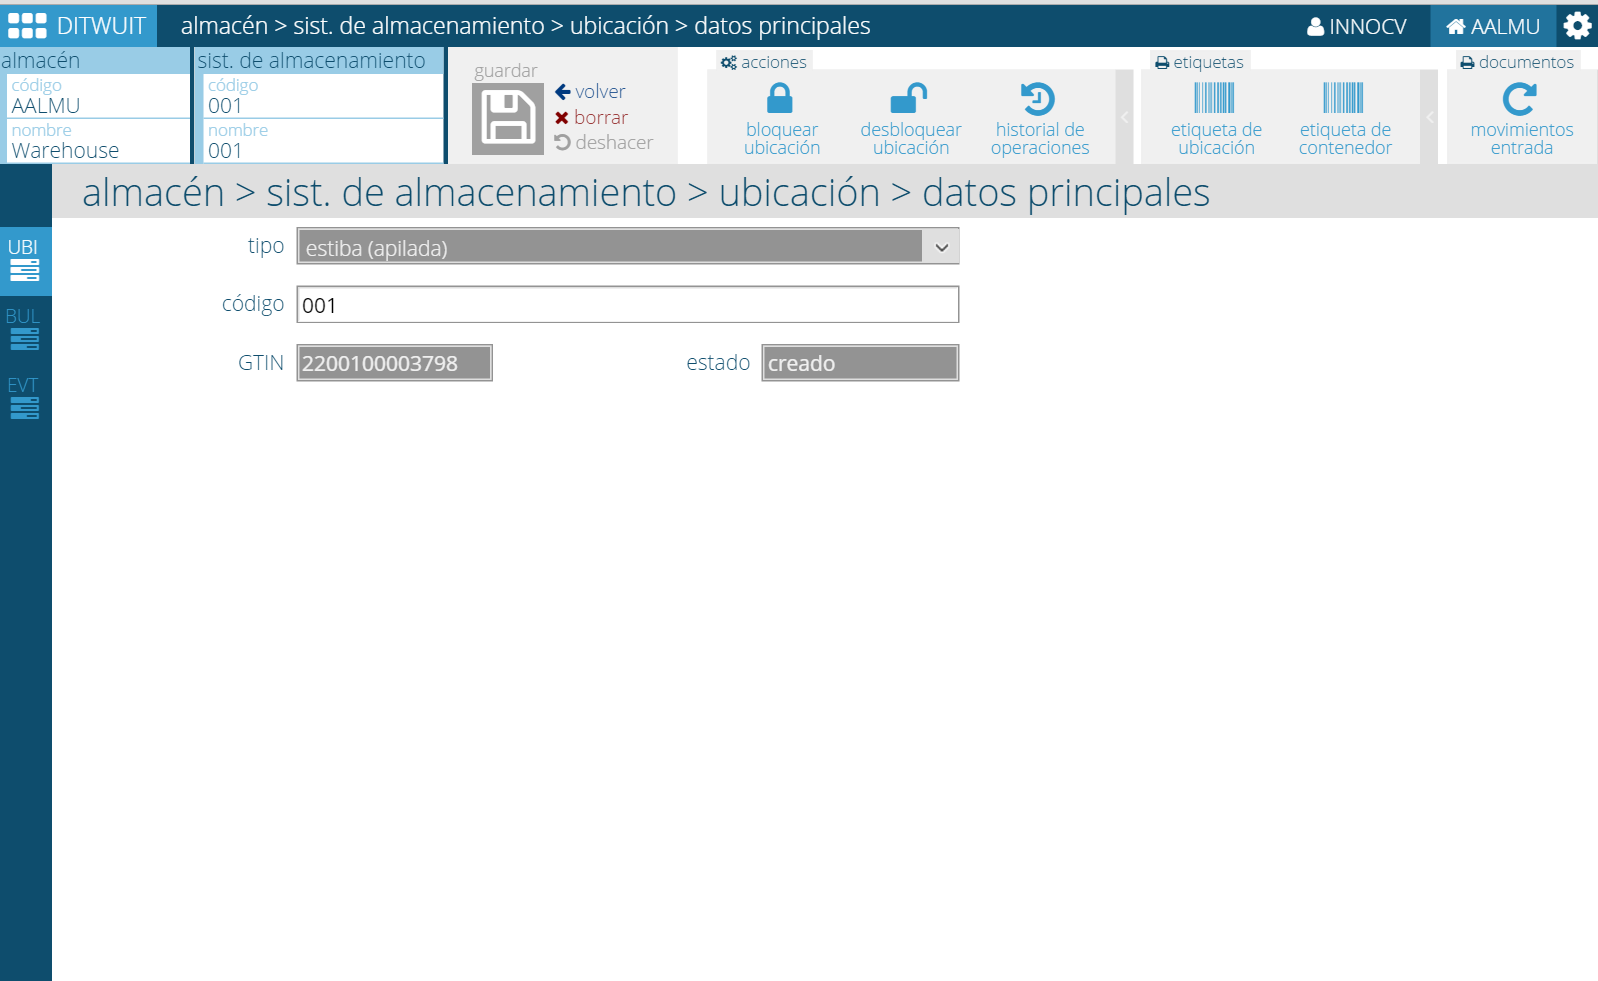 DITWUIT
almacén > sist. de almacenamiento > ubicación > datos principales
INNOCV
AALMU
almacén
código
AALMU
nombre
Warehouse
sist. de almacenamiento
código
001
nombre
001
guardar
volver
borrar
deshacer
acciones
bloquear
ubicación
desbloquear
ubicación
historial de
operaciones
etiquetas
etiqueta de
ubicación
etiqueta de
contenedor
documentos
movimientos
entrada
almacén > sist. de almacenamiento > ubicación > datos principales
UBI
BUL
EVT
tipo estiba (apilada)
código 001
GTIN 2200100003798 estado creado